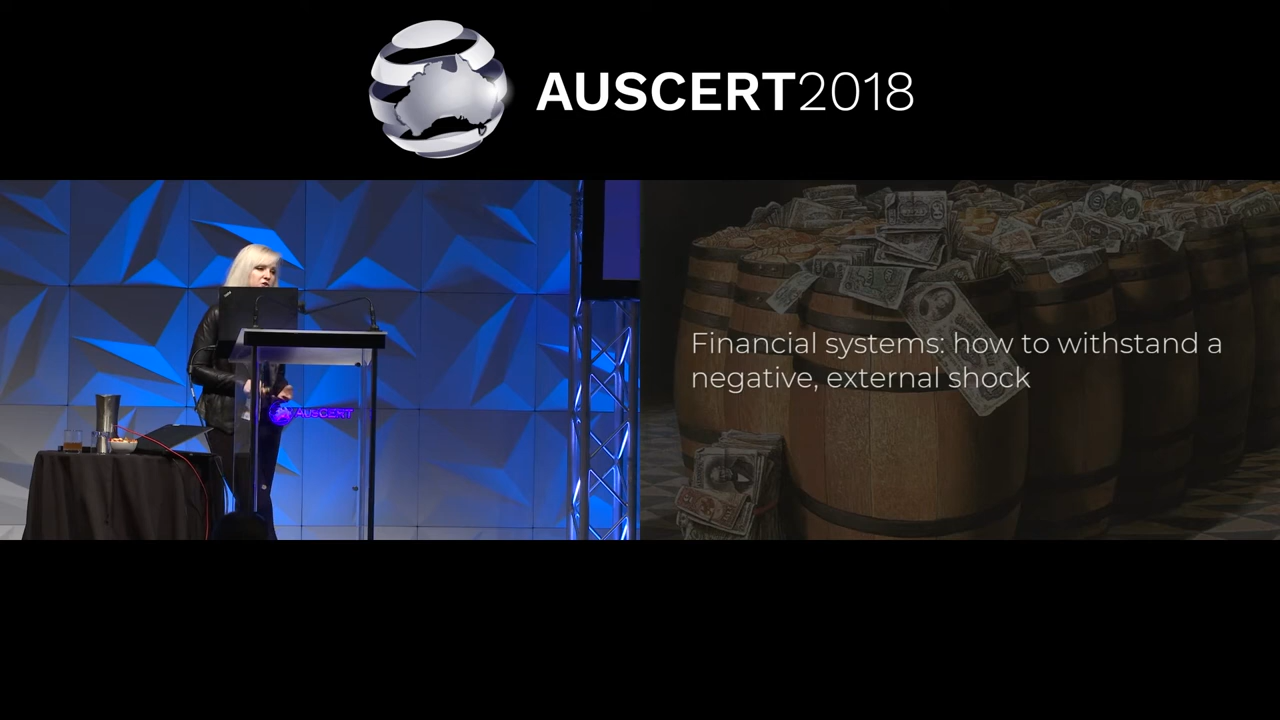 AUSCERT2018
AUSCERT
Financial systems: how to withstand a
negative, external shock